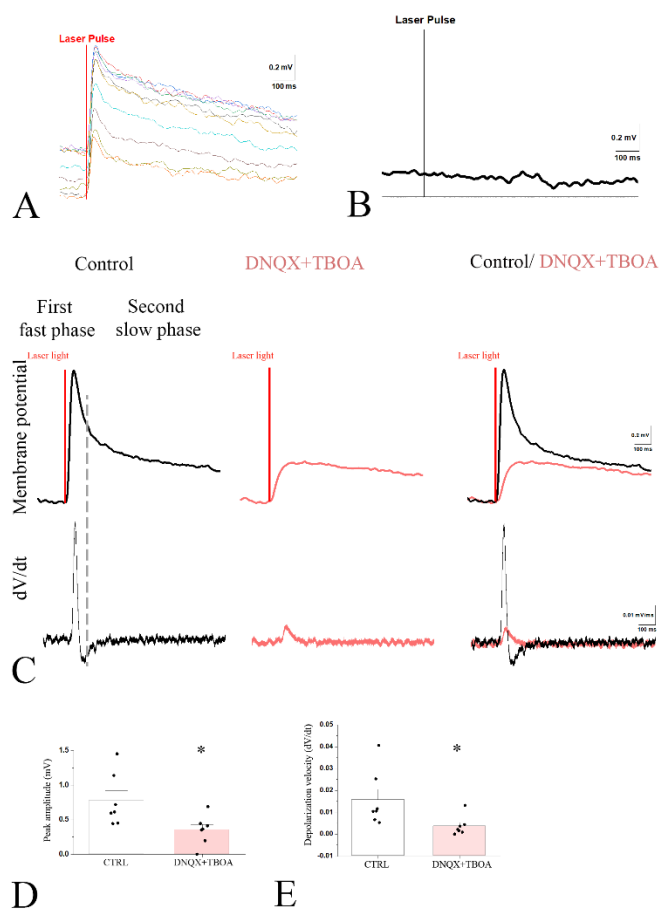 Laser Pulse
0.2 mV
100 ms
A
Laser Pulse
0.2 mV
100 ms
B
Control
DNQX+TBOA
Control/ DNQX+TBOA
First
fast phase
Second
slow phase
Laser light
Laser light
Laser light
Membrane potential
0.2 mV
100 ms
dV/dt
0.01 mV/ms
100 ms
C
Peak amplitude (mV)
1.5
1.0
0.5
0.0
*
CTRL
DNQX+TBOA
D
Depolarization velocity (dV/dt)
0.05
0.04
0.03
0.02
0.01
0.00
-0.01
*
CTRL
DNQX+TBOA
E